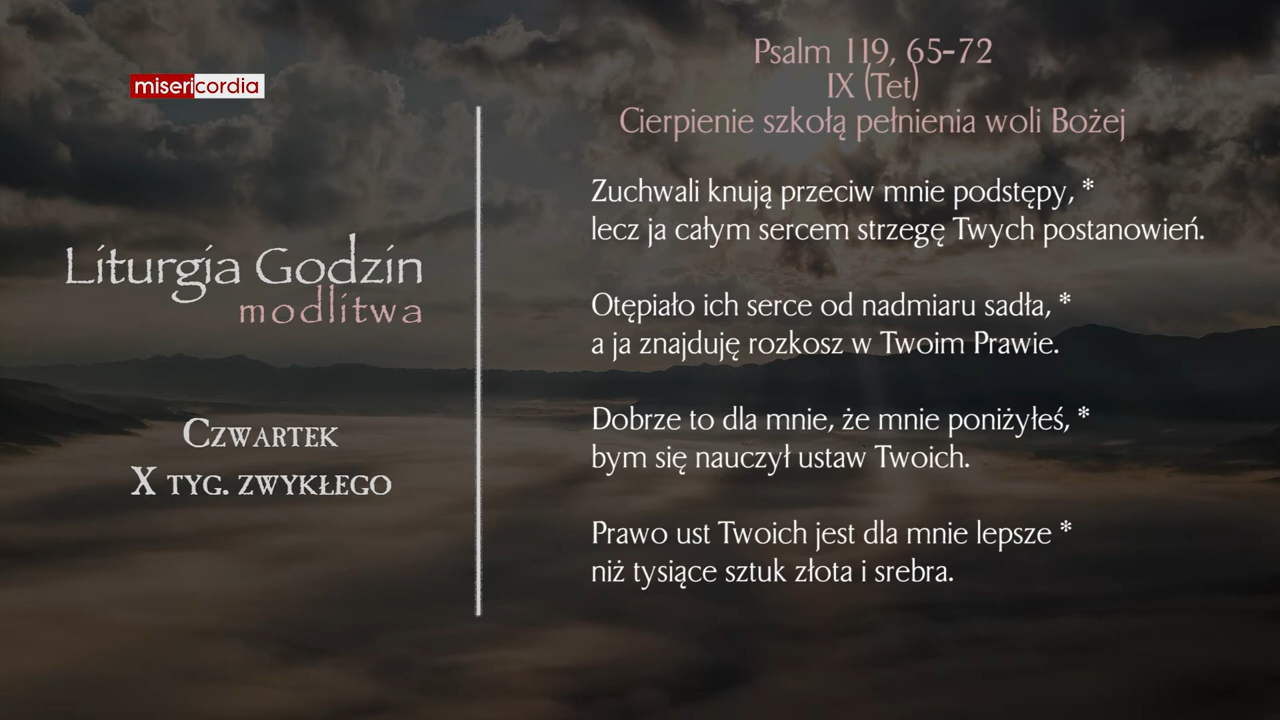 misericordia
Liturgia Godzin
modlitwa
Czwartek
X tyg. zwykłego
Psalm 119, 65-72
IX (Tet)
Cierpienie szkołą pełnienia woli Bożej
Zuchwali knują przeciw mnie podstępy, *
lecz ja całym sercem strzegę Twych postanowień.
Otępiało ich serce od nadmiaru sadła, *
a ja znajduję rozkosz w Twoim Prawie.
Dobrze to dla mnie, że mnie poniżyłeś, *
bym się nauczył ustaw Twoich.
Prawo ust Twoich jest dla mnie lepsze *
niż tysiące sztuk złota i srebra.